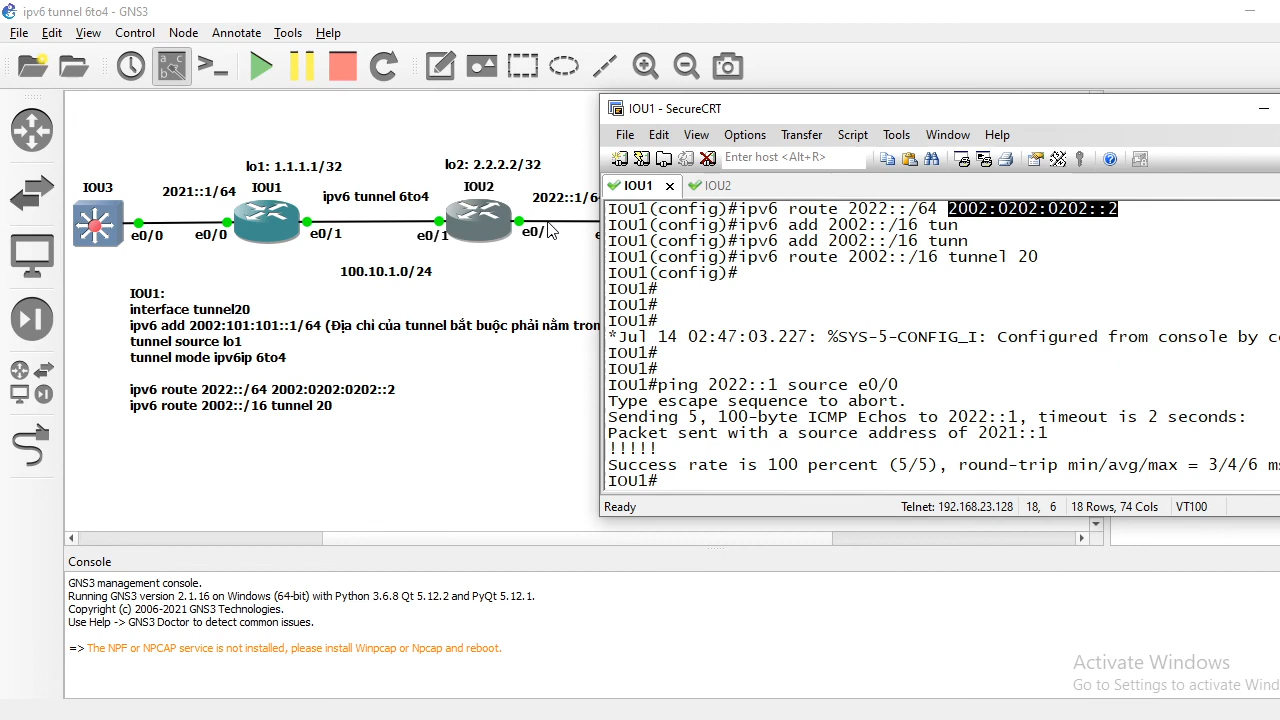 ipv6 tunnel 6to4 - GNS3
File Edit View Control Node Annotate Tools Help
lo1: 1.1.1.1/32
lo2: 2.2.2.2/32
IOU3
2021::1/64
IOU1
ipv6 tunnel 6to4
IOU2
2022::1/6
e0/0
e0/0
e0/1
e0/1
e0/
100.10.1.0/24
IOU1:
interface tunnel20
ipv6 add 2002:101:101::1/64 (Địa chỉ của tunnel bắt buộc phải nằm tron
tunnel source lo1
tunnel mode ipv6ip 6to4
ipv6 route 2022::/64 2002:0202:0202::2
ipv6 route 2002::/16 tunnel 20
IOU1 - SecureCRT
File Edit View Options Transfer Script Tools Window Help
Enter host <Alt+R>
IOU1 IOU2
IOU1(config)#ipv6 route 2022::/64 2002:0202:0202::2
IOU1(config)#ipv6 add 2002::/16 tun
IOU1(config)#ipv6 add 2002::/16 tunn
IOU1(config)#ipv6 route 2002::/16 tunnel 20
IOU1(config)#
IOU1#
IOU1#
IOU1#
*Jul 14 02:47:03.227: %SYS-5-CONFIG_I: Configured from console by c
IOU1#
IOU1#
IOU1#ping 2022::1 source e0/0
Type escape sequence to abort.
Sending 5, 100-byte ICMP Echos to 2022::1, timeout is 2 seconds:
Packet sent with a source address of 2021::1
!!!!!
Success rate is 100 percent (5/5), round-trip min/avg/max = 3/4/6 m
IOU1#
Ready Telnet: 192.168.23.128 18, 6 18 Rows, 74 Cols VT100
Console
GNS3 management console.
Running GNS3 version 2.1.16 on Windows (64-bit) with Python 3.6.8 Qt 5.12.2 and PyQt 5.12.1.
Copyright (c) 2006-2021 GNS3 Technologies.
Use Help -> GNS3 Doctor to detect common issues.
=> The NPF or NPCAP service is not installed, please install Winpcap or Npcap and reboot.
Activate Windows
Go to Settings to activate Wind